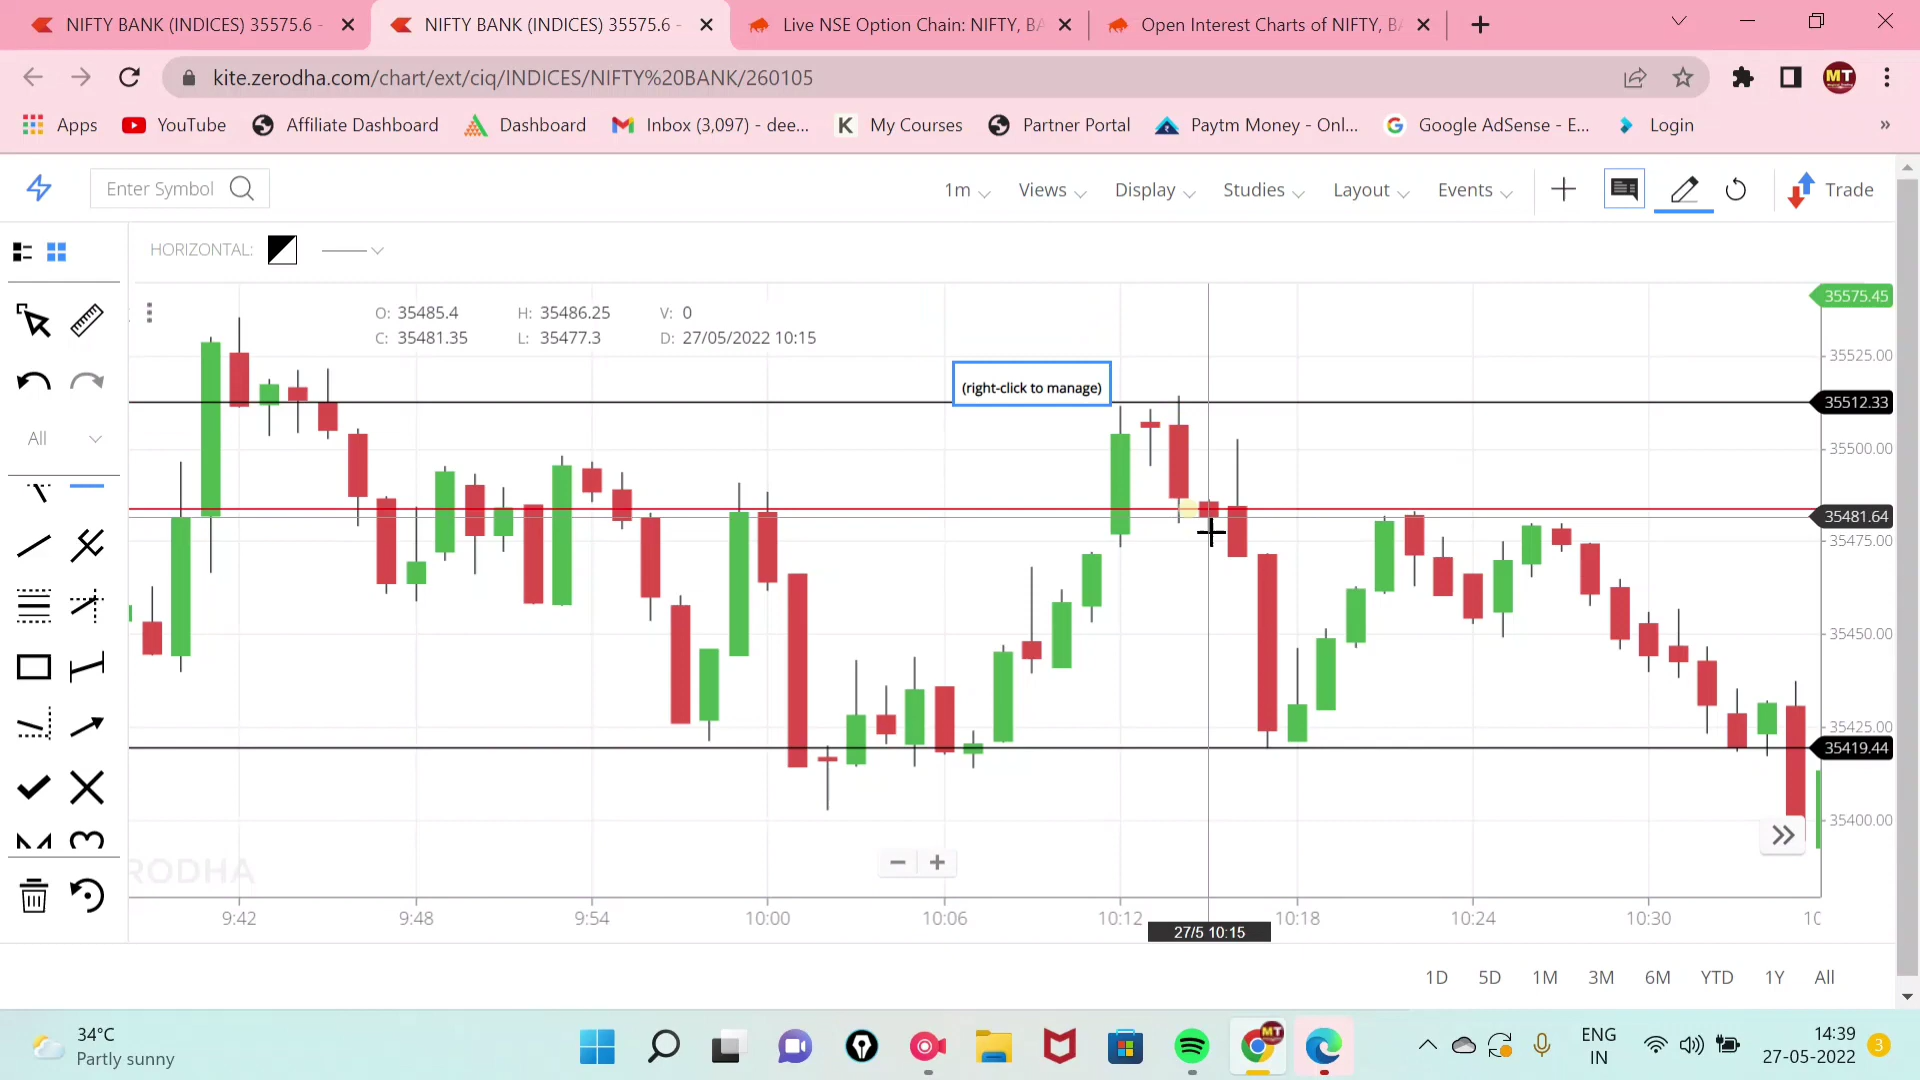 NIFTY BANK (INDICES) 35575.6 -
NIFTY BANK (INDICES) 35575.6 -
Live NSE Option Chain: NIFTY, BA
Open Interest Charts of NIFTY, B
kite.zerodha.com/chart/ext/ciq/INDICES/NIFTY%20BANK/260105
MT
Apps
YouTube
Affiliate Dashboard
Dashboard
Inbox (3,097) - dee...
K My Courses
Partner Portal
Paytm Money - Onl...
Google AdSense - E...
Login
»
Enter Symbol
1m
Views
Display
Studies
Layout
Events
Trade
HORIZONTAL:
O: 35485.4 H: 35486.25 V: 0
C: 35481.35 L: 35477.3 D: 27/05/2022 10:15
(right-click to manage)
All
35575.45
35525.00
35512.33
35500.00
35481.64
35475.00
35450.00
35425.00
35419.44
35400.00
RODHA
9:42 9:48 9:54 10:00 10:06 10:12 10:18 10:24 10:30 10
27/5 10:15
1D 5D 1M 3M 6M YTD 1Y All
34°C
Partly sunny
MT
ENG
IN
14:39
27-05-2022
3